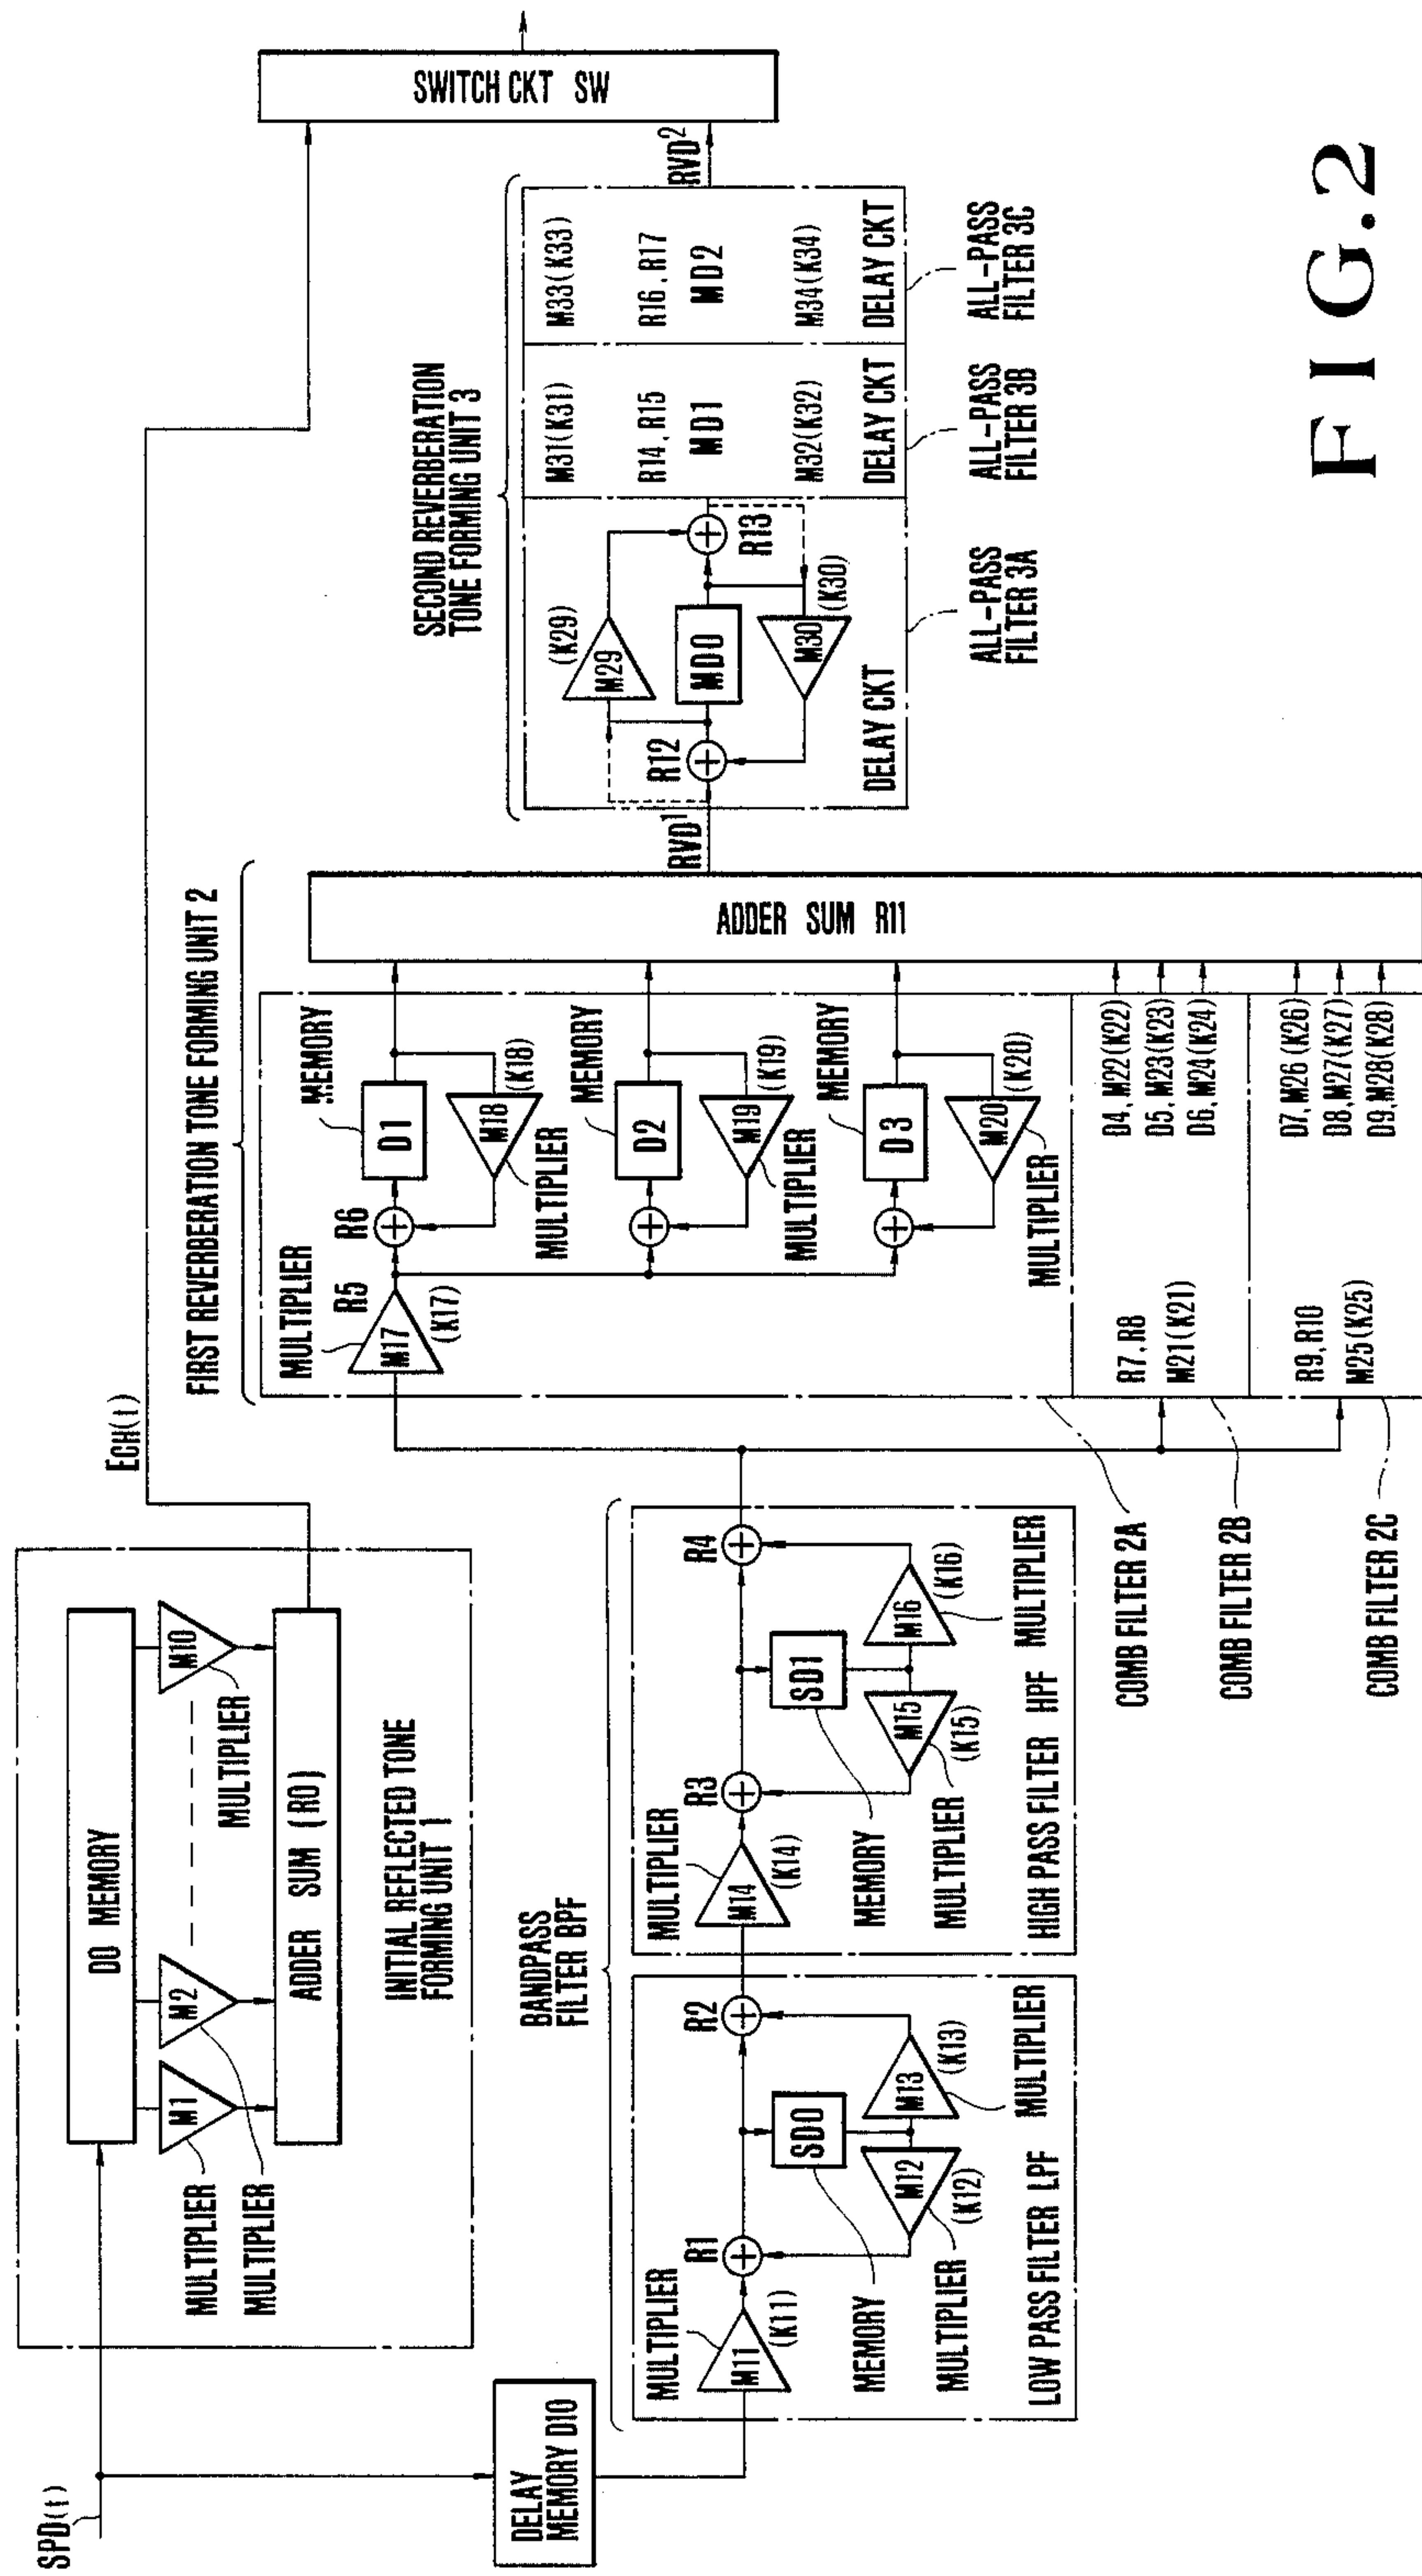 SPD(t)
D0 MEMORY
M1
M2
M10
MULTIPLIER
MULTIPLIER
MULTIPLIER
ADDER SUM (R0)
INITIAL REFLECTED TONE
FORMING UNIT 1
ECH(t)
SWITCH CKT SW
DELAY
MEMORY D10
BANDPASS
FILTER BPF
MULTIPLIER
M11
(K11)
R1
R2
SD0
MEMORY
M12
(K12)
MULTIPLIER
M13
(K13)
MULTIPLIER
LOW PASS FILTER LPF
MULTIPLIER
M14
(K14)
R3
R4
SD1
MEMORY
M15
(K15)
MULTIPLIER
M16
(K16)
MULTIPLIER
HIGH PASS FILTER HPF
FIRST REVERBERATION TONE FORMING UNIT 2
MULTIPLIER
M17
(K17)
R5
R6
D1
MEMORY
M18
(K18)
MULTIPLIER
D2
MEMORY
M19
(K19)
MULTIPLIER
D3
MEMORY
M20
(K20)
MULTIPLIER
R7, R8
M21(K21)
D4, M22(K22)
D5, M23(K23)
D6, M24(K24)
R9, R10
M25(K25)
D7, M26(K26)
D8, M27(K27)
D9, M28(K28)
COMB FILTER 2A
COMB FILTER 2B
COMB FILTER 2C
ADDER SUM R11
RVD1
SECOND REVERBERATION
TONE FORMING UNIT 3
R12
(K29)
M29
MD0
R13
M30
(K30)
DELAY CKT
M31(K31)
R14, R15
MD1
M32(K32)
DELAY CKT
M33(K33)
R16, R17
MD2
M34(K34)
DELAY CKT
RVD2
ALL-PASS
FILTER 3A
ALL-PASS
FILTER 3B
ALL-PASS
FILTER 3C
FIG.2